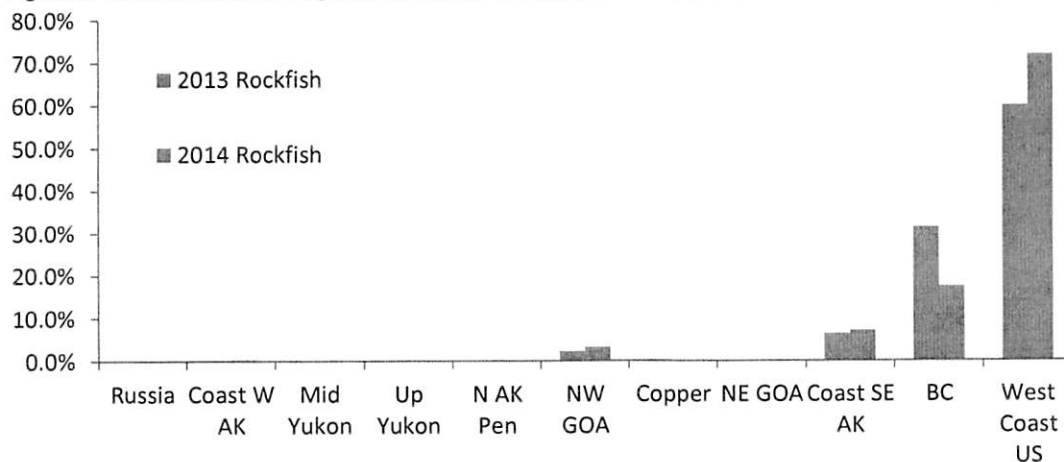 80.0%
70.0%
60.0%
50.0%
40.0%
30.0%
20.0%
10.0%
0.0%
2013 Rockfish
2014 Rockfish
Russia Coast W Mid Up N AK NW Copper NE GOA Coast SE BC West
AK Yukon Yukon Pen GOA AK Coast
US